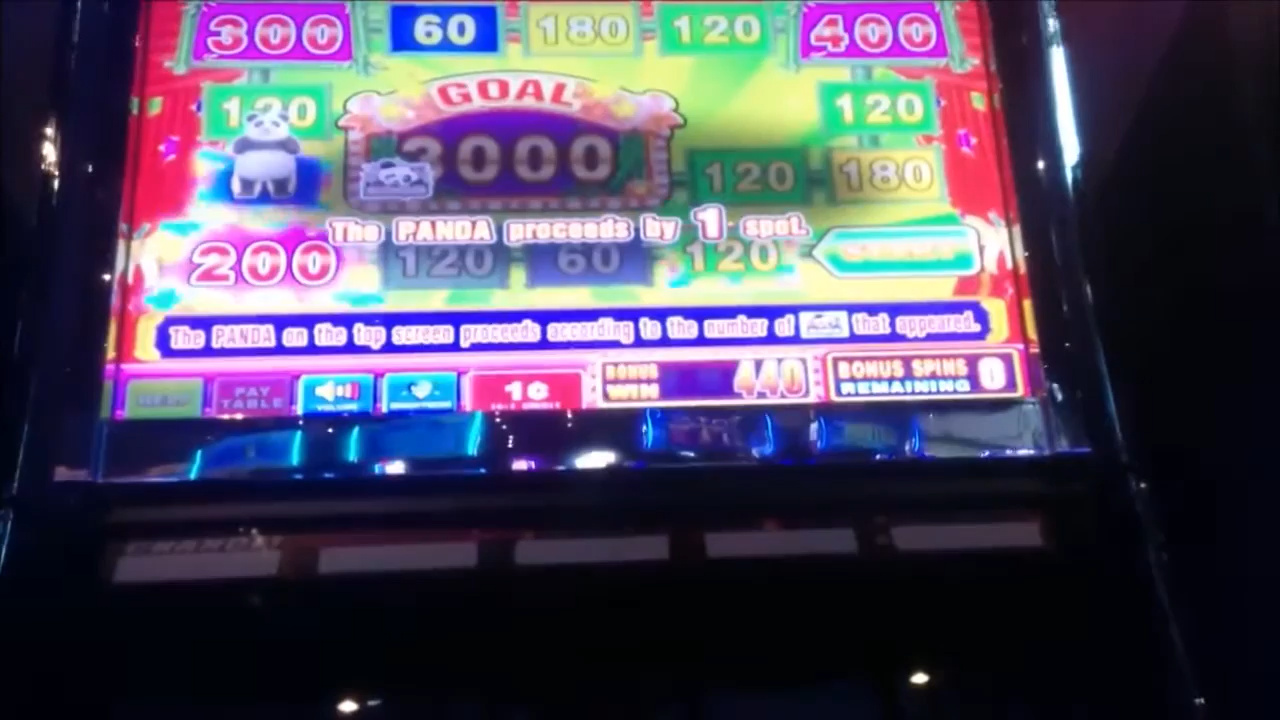 300 60 180 120 400
GOAL
120 3000 120
120 180
The PANDA proceeds by 1 spot.
200 120 60 120
The PANDA on the top screen proceeds according to the number of that appeared.
PAY
TABLE
1¢
BONUS
WIN 440
BONUS SPINS
REMAINING 0